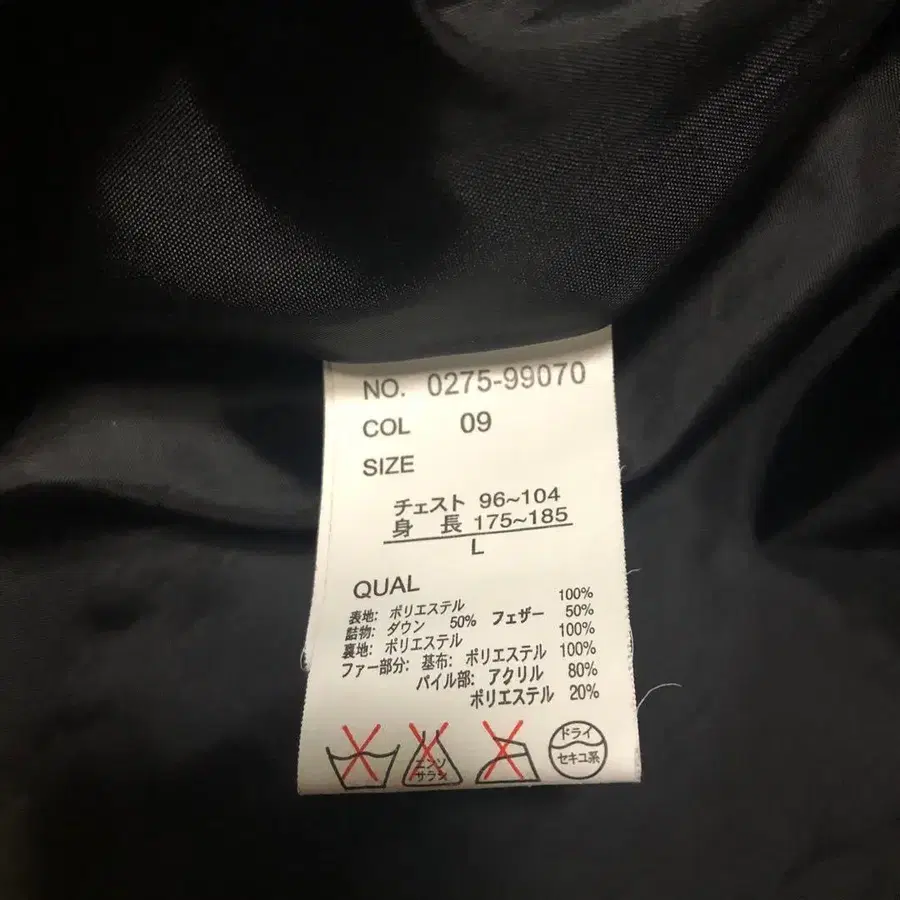 NO. 0275-99070
COL 09
SIZE
チェスト 96~104
身 長 175~185
L
QUAL
表地: ポリエステル 100%
詰物: ダウン 50% フェザー 50%
裏地: ポリエステル 100%
ファー部分: 基布: ポリエステル 100%
パイル部: アクリル 80%
ポリエステル 20%
エンソ
サラシ
ドライ
セキユ系